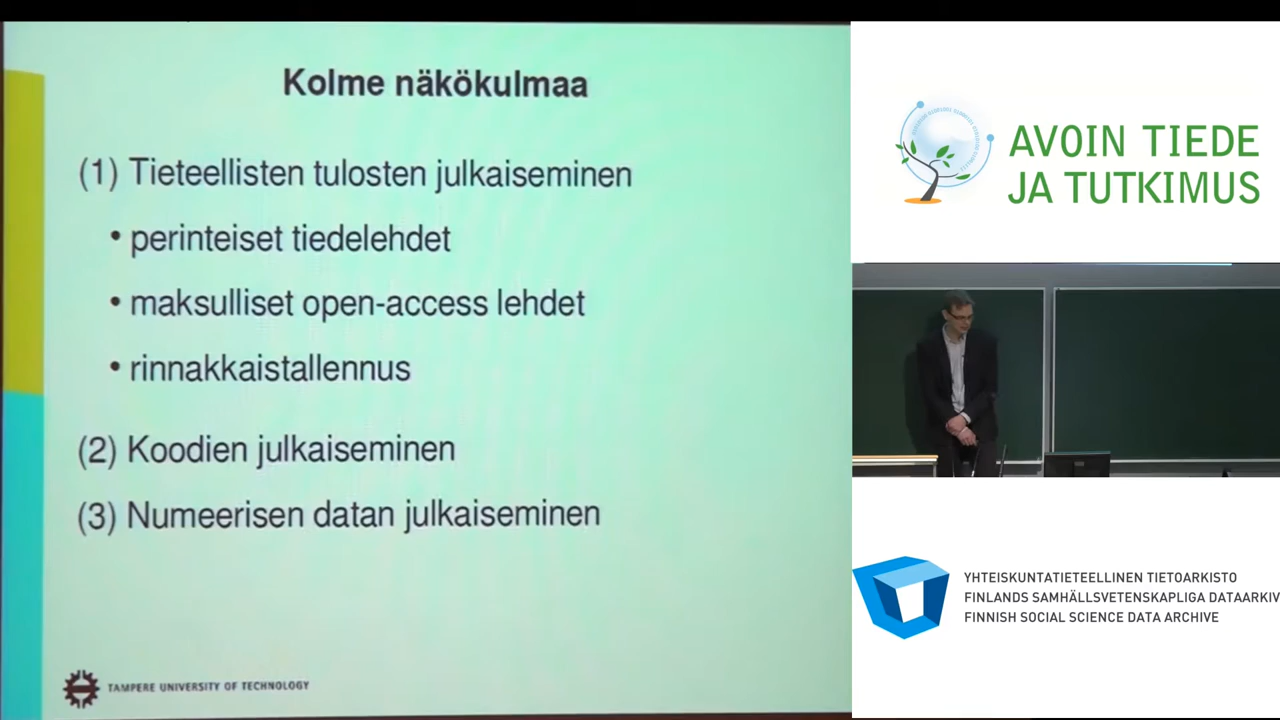 Kolme näkökulmaa
(1) Tieteellisten tulosten julkaiseminen
• perinteiset tiedelehdet
• maksulliset open-access lehdet
• rinnakkaistallennus
(2) Koodien julkaiseminen
(3) Numeerisen datan julkaiseminen
TAMPERE UNIVERSITY OF TECHNOLOGY
AVOIN TIEDE
JA TUTKIMUS
YHTEISKUNTATIETEELLINEN TIETOARKISTO
FINLANDS SAMHÄLLSVETENSKAPLIGA DATAARKIV
FINNISH SOCIAL SCIENCE DATA ARCHIVE